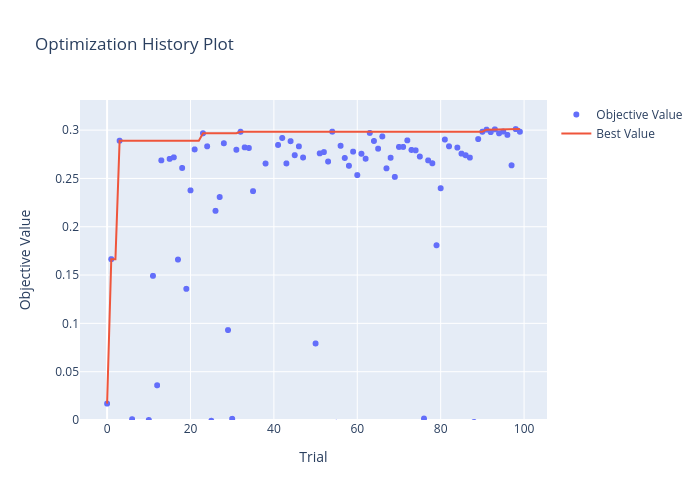 Optimization History Plot
Objective Value
Best Value
0.3
0.25
0.2
0.15
0.1
0.05
0
Objective Value
0
20
40
60
80
100
Trial